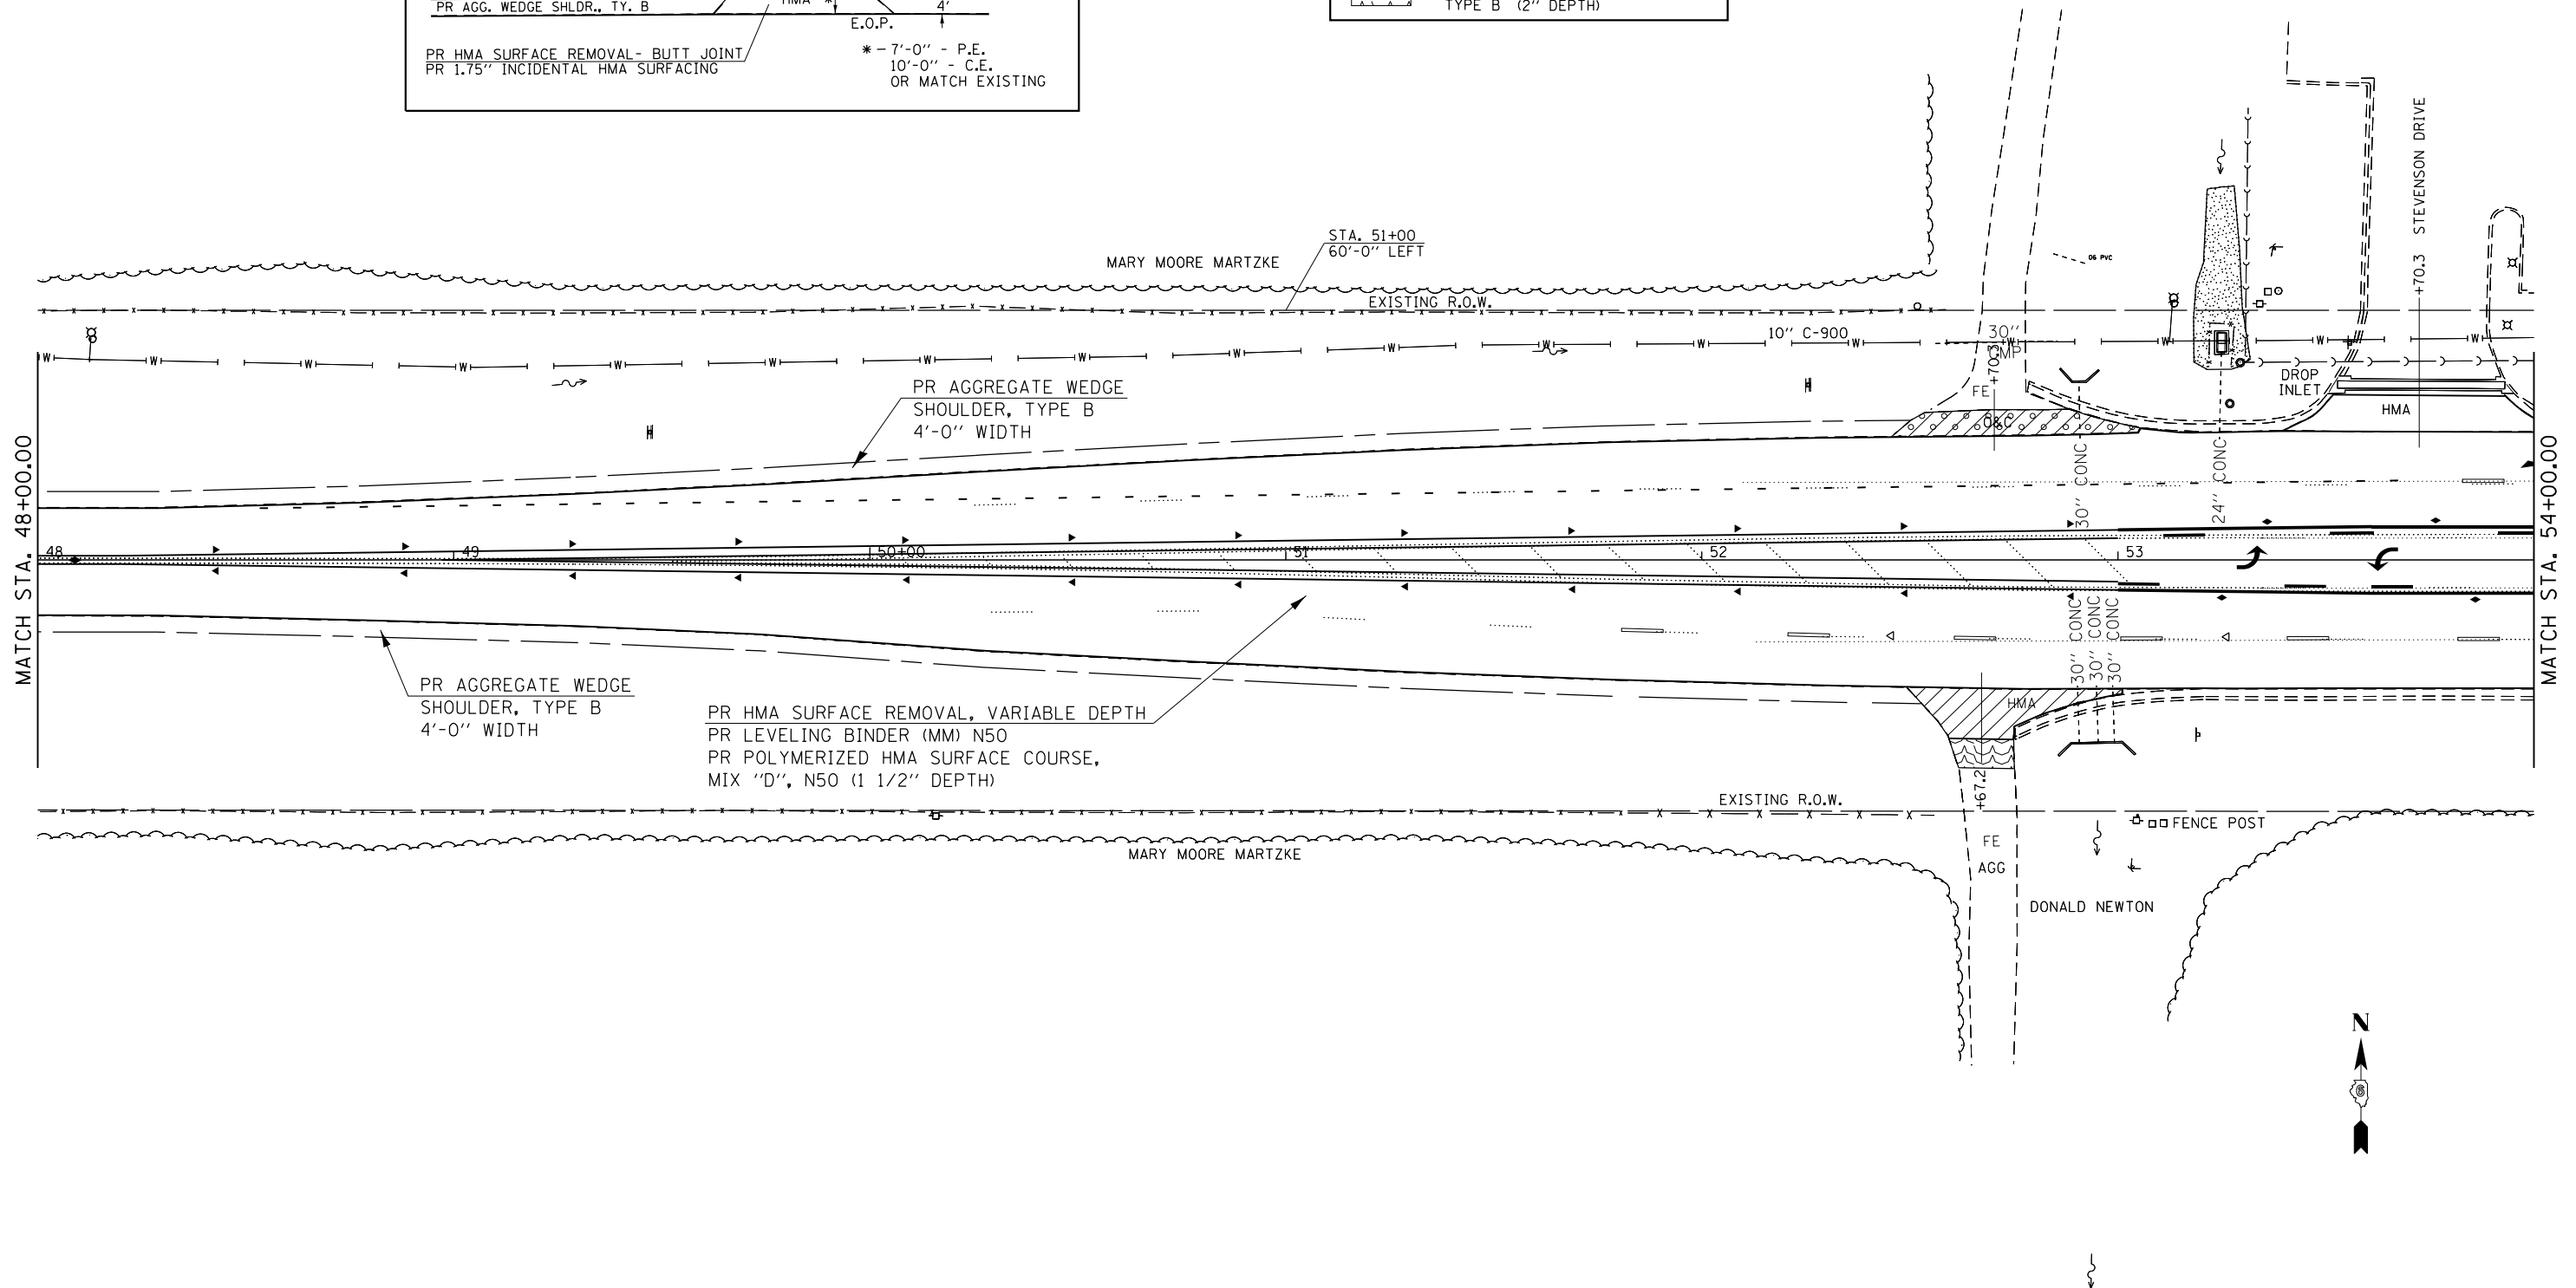 PR AGG. WEDGE SHLDR., TY. B
HMA *
4'
E.O.P.
PR HMA SURFACE REMOVAL- BUTT JOINT
PR 1.75'' INCIDENTAL HMA SURFACING
* - 7'-0'' - P.E.
10'-0'' - C.E.
OR MATCH EXISTING
TYPE B (2'' DEPTH)
STEVENSON DRIVE
+70.3
STA. 51+00
60'-0'' LEFT
MARY MOORE MARTZKE
EXISTING R.O.W.
06 PVC
10'' C-900
30''
CMP
+70.3
W W W W W W W W W W W W W W W W
FE
DROP
INLET
HMA
O&C
PR AGGREGATE WEDGE
SHOULDER, TYPE B
4'-0'' WIDTH
30'' CONC
24'' CONC
MATCH STA. 48+00.00
MATCH STA. 54+00.00
48
49
50+00
51
52
53
30'' CONC
30'' CONC
30'' CONC
PR AGGREGATE WEDGE
SHOULDER, TYPE B
4'-0'' WIDTH
PR HMA SURFACE REMOVAL, VARIABLE DEPTH
PR LEVELING BINDER (MM) N50
PR POLYMERIZED HMA SURFACE COURSE,
MIX ''D'', N50 (1 1/2'' DEPTH)
HMA
+67.2
EXISTING R.O.W.
FENCE POST
MARY MOORE MARTZKE
FE
AGG
DONALD NEWTON
N
6